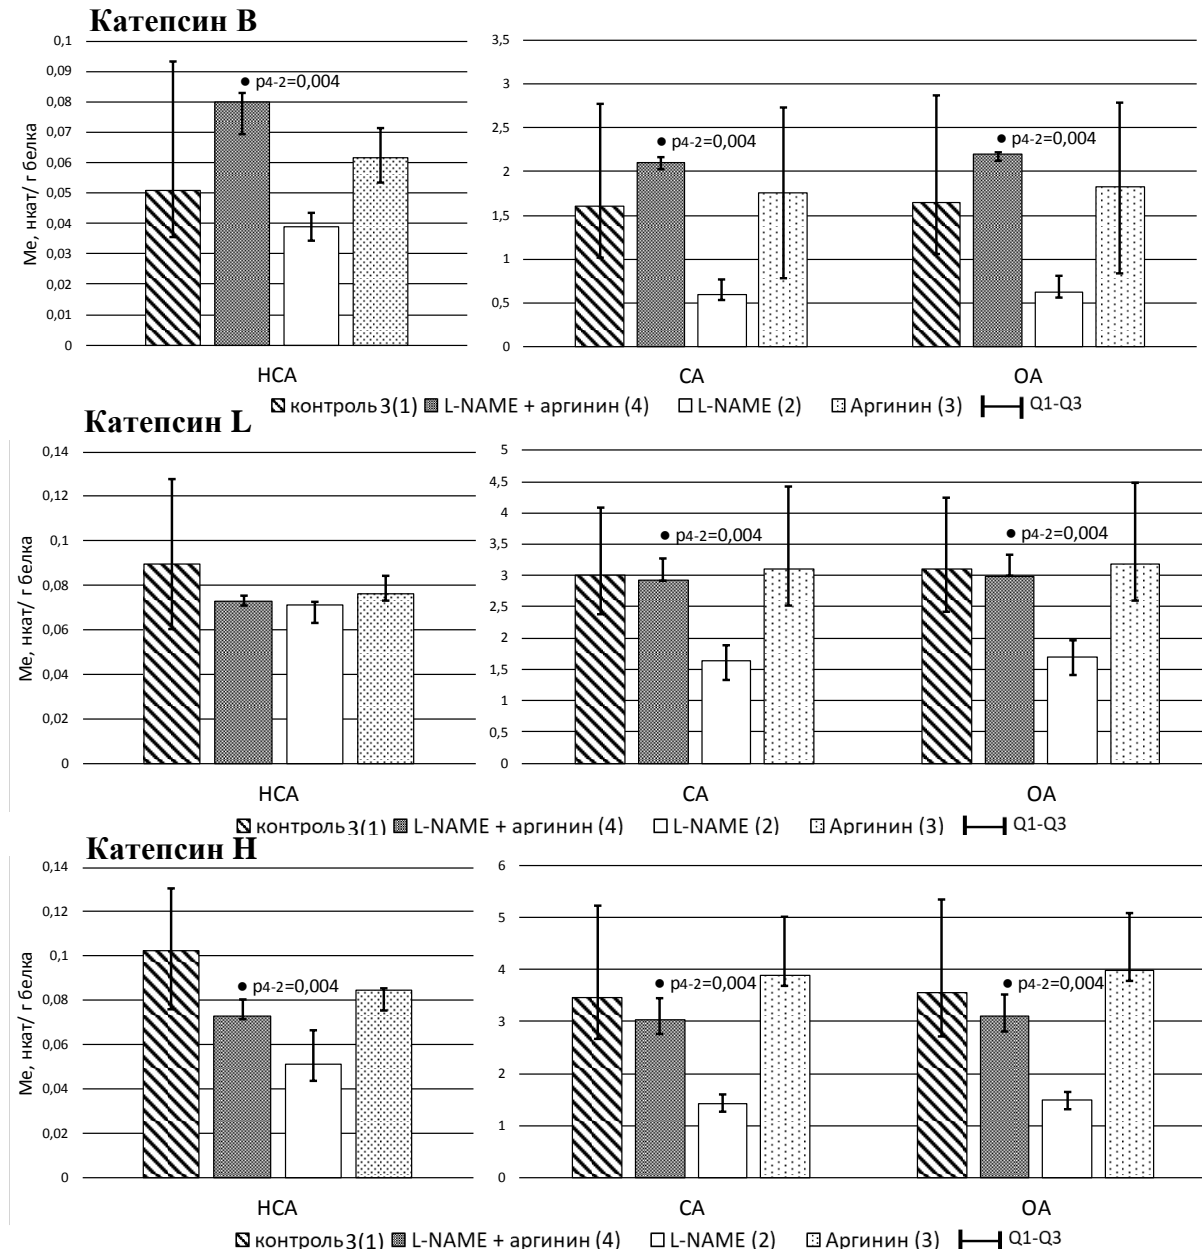 Катепсин B
0,1
0,09
0,08
0,07
0,06
0,05
0,04
0,03
0,02
0,01
0
Ме, нкат/ г белка
● p4-2=0,004
НСА
3,5
3
2,5
2
1,5
1
0,5
0
● p4-2=0,004
● p4-2=0,004
СА
ОА
контроль 3(1) L-NAME + аргинин (4) L-NAME (2) Аргинин (3) Q1-Q3
Катепсин L
0,14
0,12
0,1
0,08
0,06
0,04
0,02
0
Ме, нкат/ г белка
НСА
5
4,5
4
3,5
3
2,5
2
1,5
1
0,5
0
● p4-2=0,004
● p4-2=0,004
СА
ОА
контроль 3(1) L-NAME + аргинин (4) L-NAME (2) Аргинин (3) Q1-Q3
Катепсин H
0,14
0,12
0,1
0,08
0,06
0,04
0,02
0
Ме, нкат/ г белка
● p4-2=0,004
НСА
6
5
4
3
2
1
0
● p4-2=0,004
● p4-2=0,004
СА
ОА
контроль 3(1) L-NAME + аргинин (4) L-NAME (2) Аргинин (3) Q1-Q3